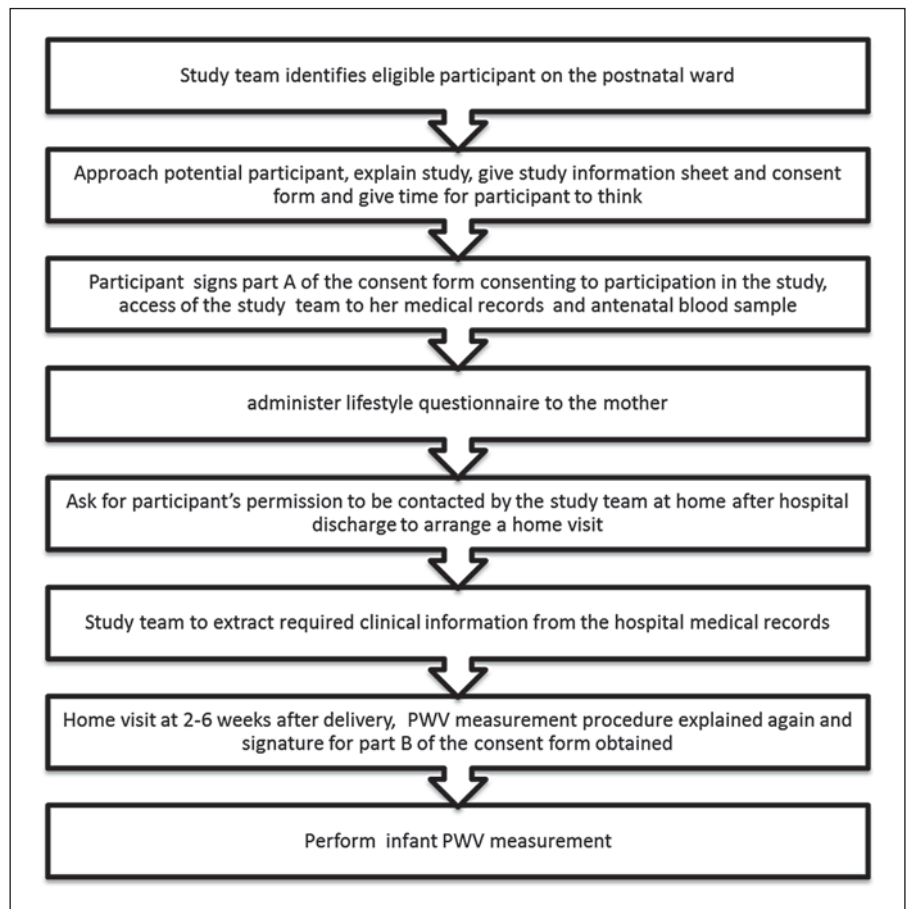 Study team identifies eligible participant on the postnatal ward
Approach potential participant, explain study, give study information sheet and consent
form and give time for participant to think
Participant signs part A of the consent form consenting to participation in the study,
access of the study team to her medical records and antenatal blood sample
administer lifestyle questionnaire to the mother
Ask for participant's permission to be contacted by the study team at home after hospital
discharge to arrange a home visit
Study team to extract required clinical information from the hospital medical records
Home visit at 2-6 weeks after delivery, PWV measurement procedure explained again and
signature for part B of the consent form obtained
Perform infant PWV measurement